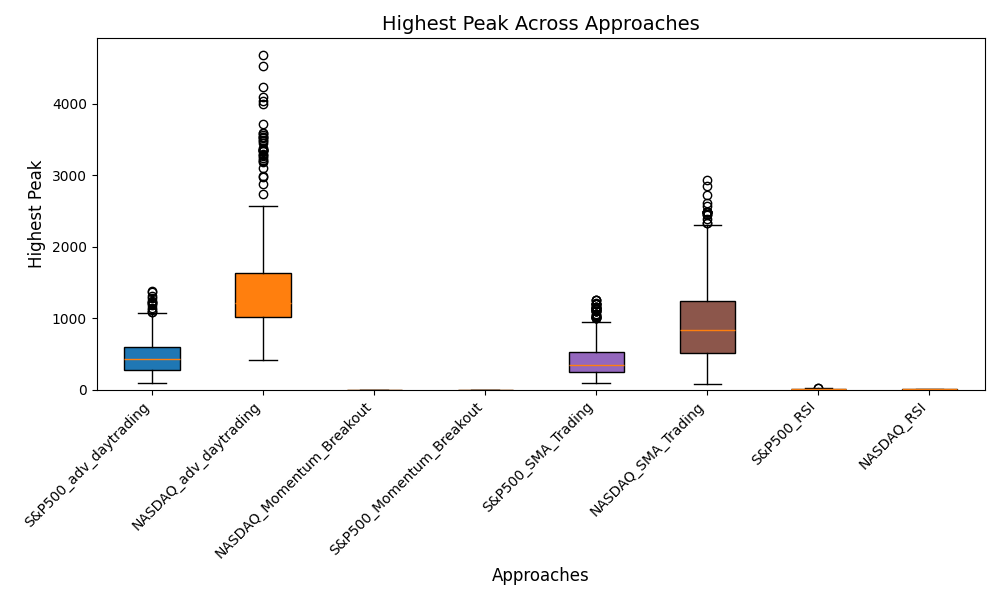 Highest Peak Across Approaches
Highest Peak
4000
3000
2000
1000
0
S&P500_adv_daytrading
NASDAQ_adv_daytrading
NASDAQ_Momentum_Breakout
S&P500_Momentum_Breakout
S&P500_SMA_Trading
NASDAQ_SMA_Trading
S&P500_RSI
NASDAQ_RSI
Approaches